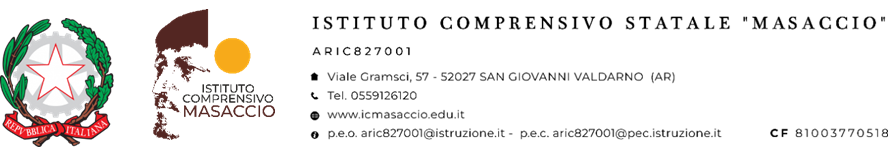 REPVBBLICA ITALIANA
ISTITUTO
COMPRENSIVO
MASACCIO
ISTITUTO COMPRENSIVO STATALE "MASACCIO"
ARIC827001
Viale Gramsci, 57 - 52027 SAN GIOVANNI VALDARNO (AR)
Tel. 0559126120
www.icmasaccio.edu.it
p.e.o. aric827001@istruzione.it - p.e.c. aric827001@pec.istruzione.it CF 81003770518